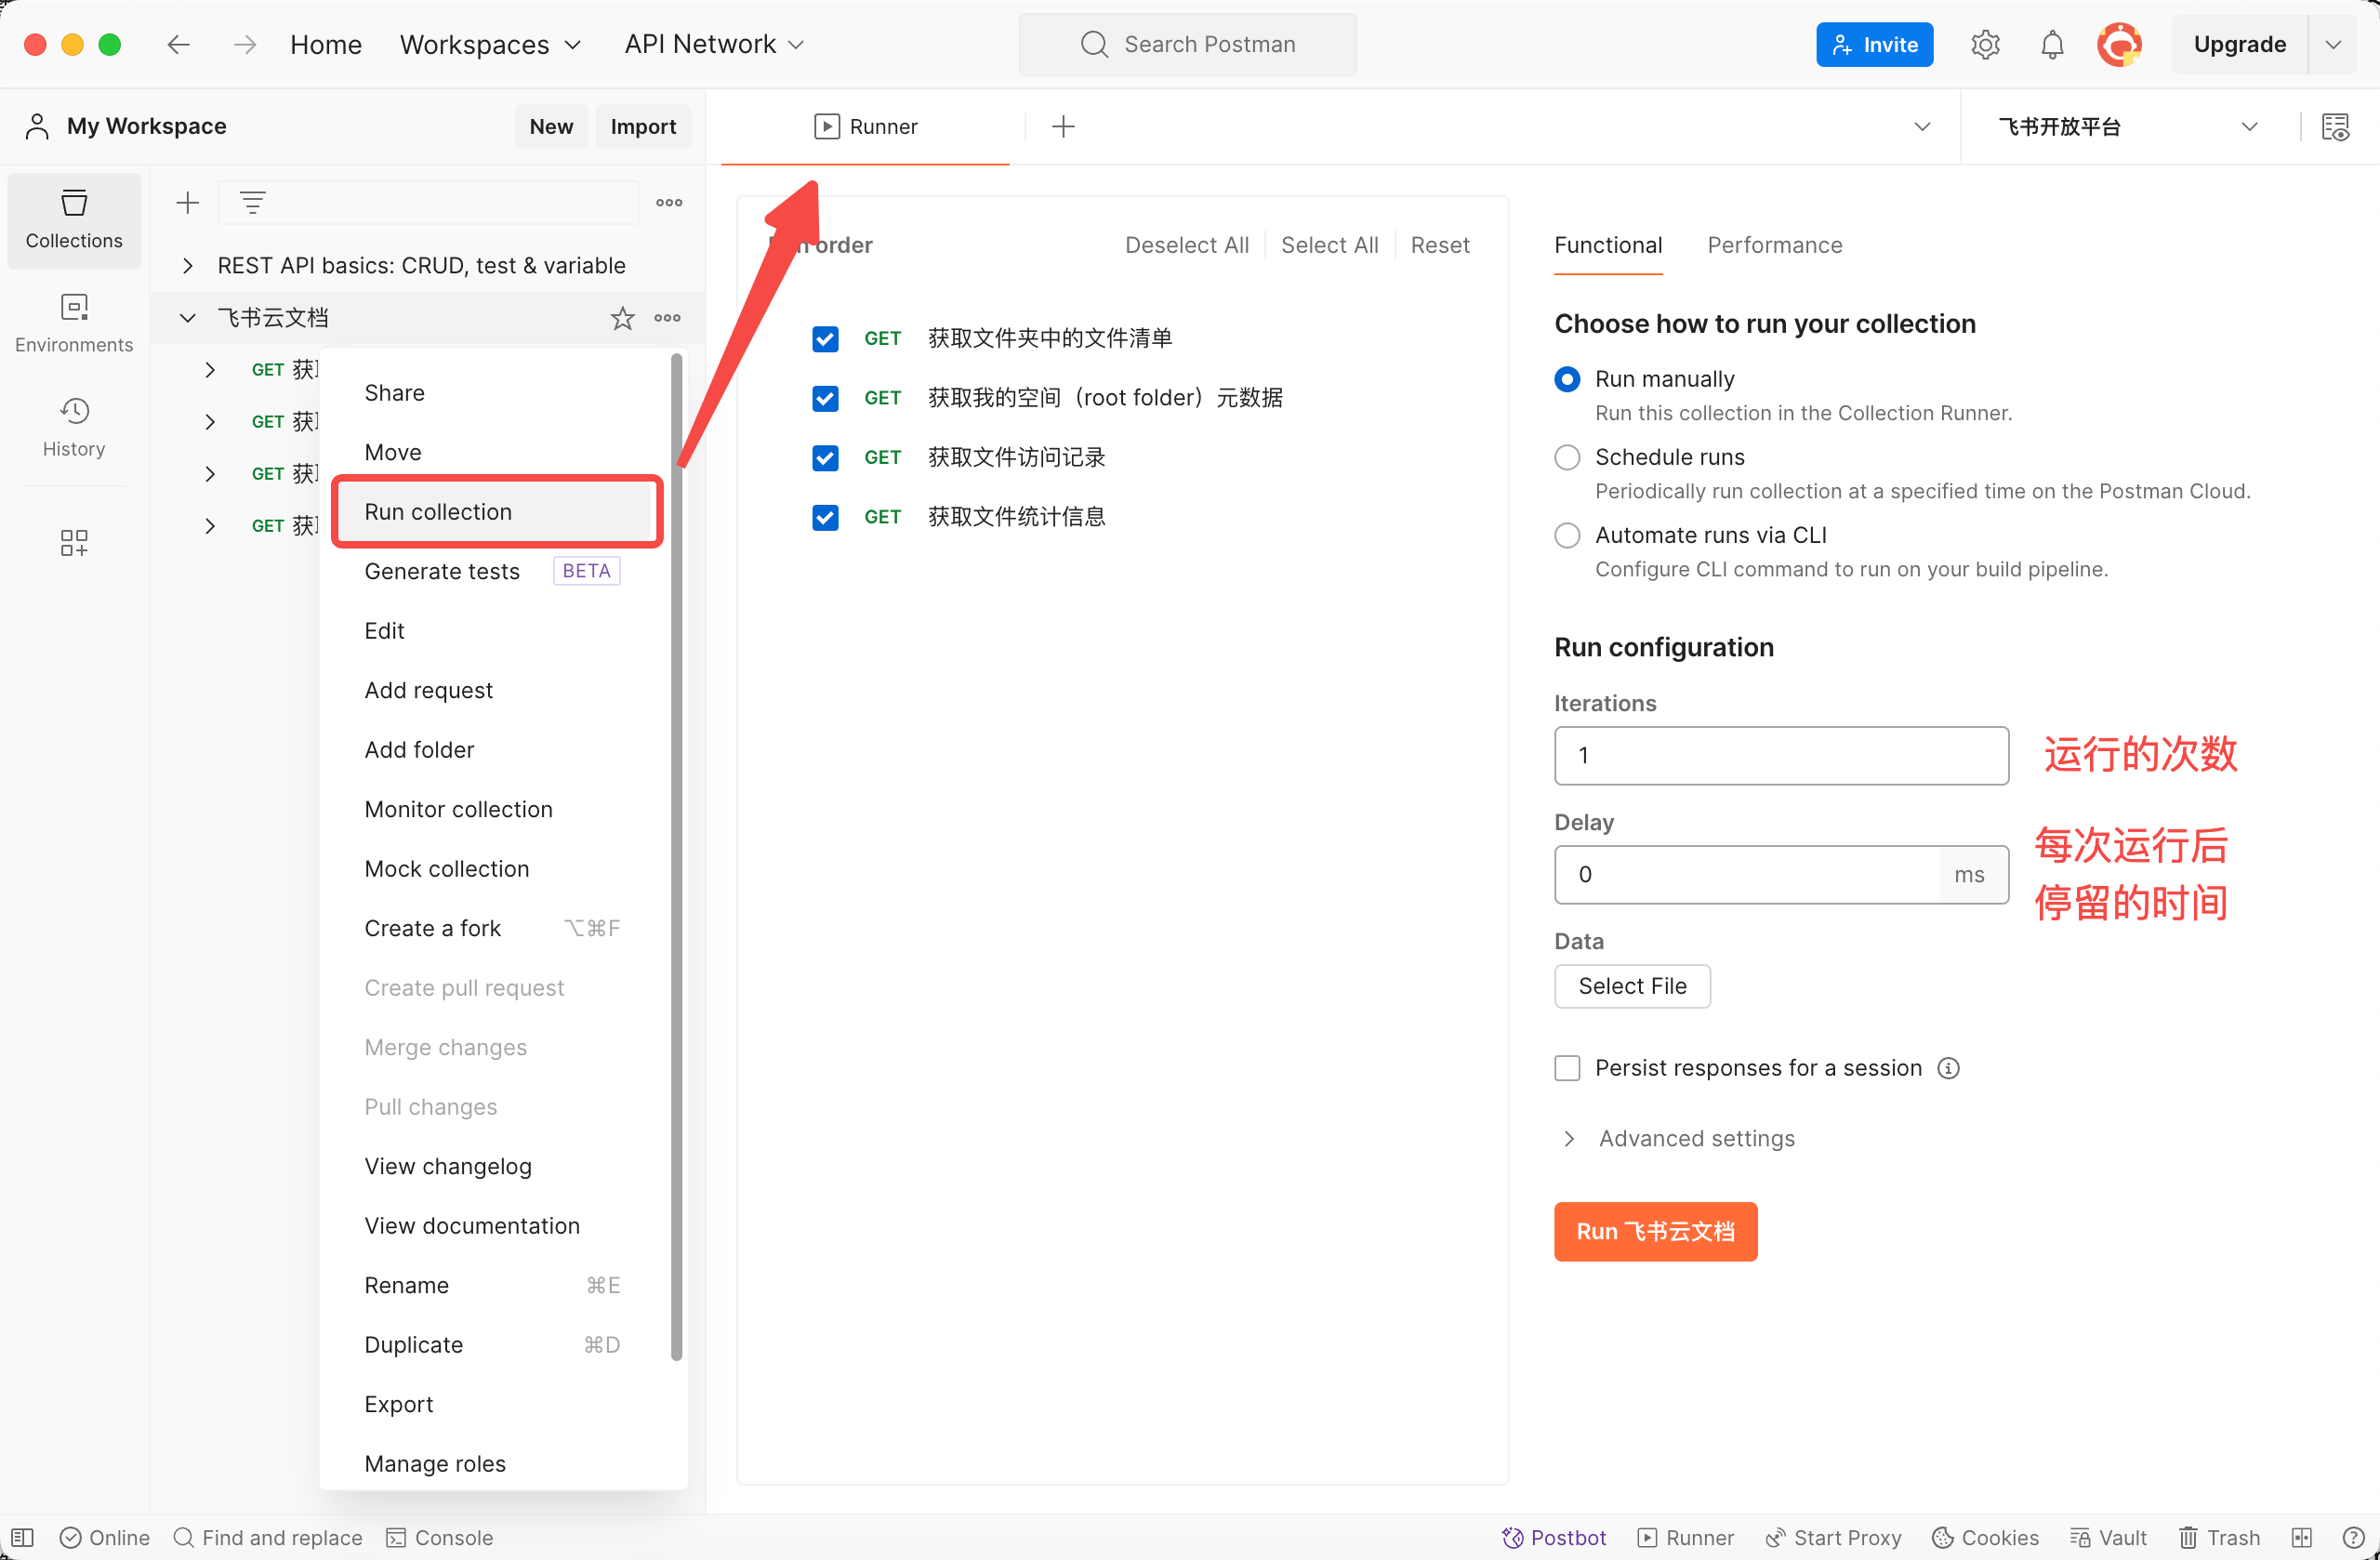 Home
Workspaces
API Network
Search Postman
Invite
Upgrade
My Workspace
New
Import
Runner
飞书开放平台
Collections
Environments
History
REST API basics: CRUD, test & variable
飞书云文档
GET
GET
GET
GET
Share
Move
Run collection
Generate tests BETA
Edit
Add request
Add folder
Monitor collection
Mock collection
Create a fork ⌥⌘F
Create pull request
Merge changes
Pull changes
View changelog
View documentation
Rename ⌘E
Duplicate ⌘D
Export
Manage roles
order
Deselect All
Select All
Reset
GET 获取文件夹中的文件清单
GET 获取我的空间（root folder）元数据
GET 获取文件访问记录
GET 获取文件统计信息
Functional
Performance
Choose how to run your collection
Run manually
Run this collection in the Collection Runner.
Schedule runs
Periodically run collection at a specified time on the Postman Cloud.
Automate runs via CLI
Configure CLI command to run on your build pipeline.
Run configuration
Iterations
1
运行的次数
Delay
0 ms
每次运行后
停留的时间
Data
Select File
Persist responses for a session
Advanced settings
Run 飞书云文档
Online
Find and replace
Console
Postbot
Runner
Start Proxy
Cookies
Vault
Trash